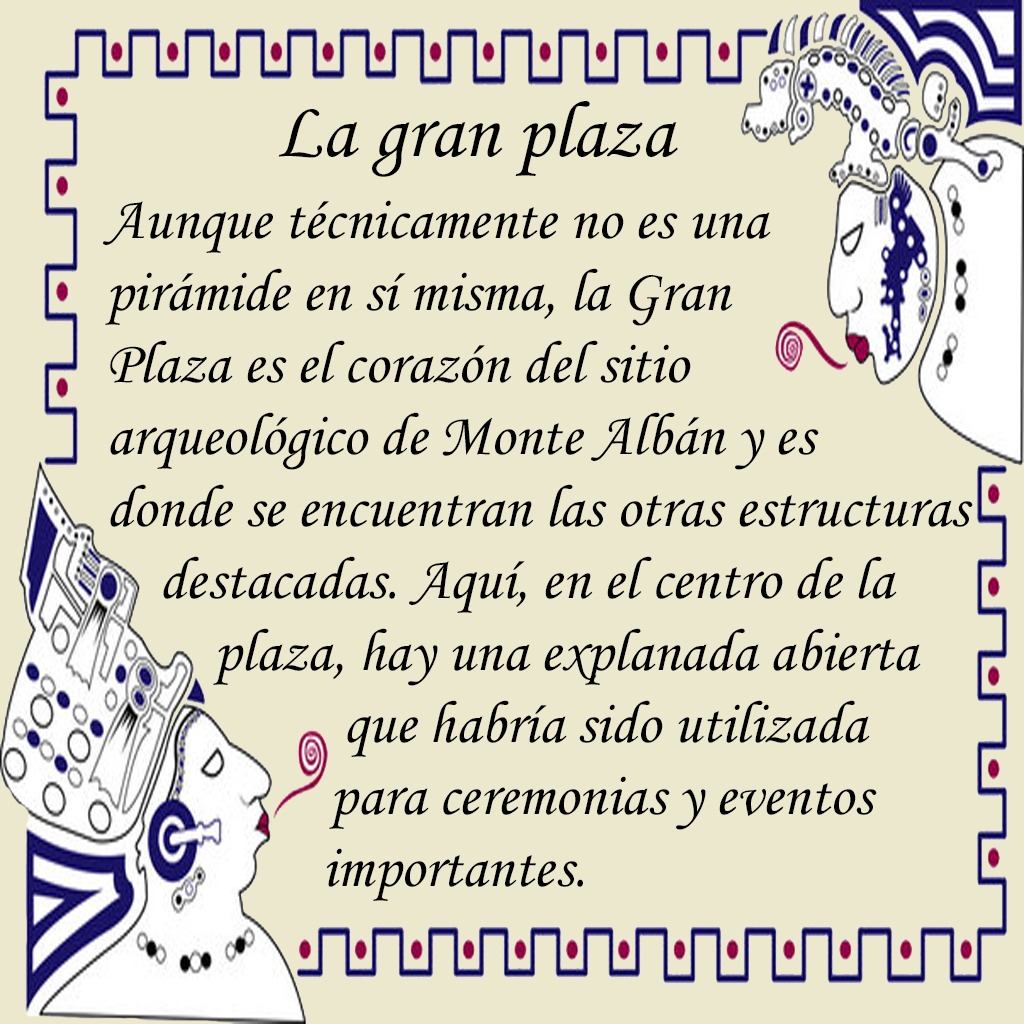 La gran plaza
Aunque técnicamente no es una
pirámide en sí misma, la Gran
Plaza es el corazón del sitio
arqueológico de Monte Albán y es
donde se encuentran las otras estructuras
destacadas. Aquí, en el centro de la
plaza, hay una explanada abierta
que habría sido utilizada
para ceremonias y eventos
importantes.